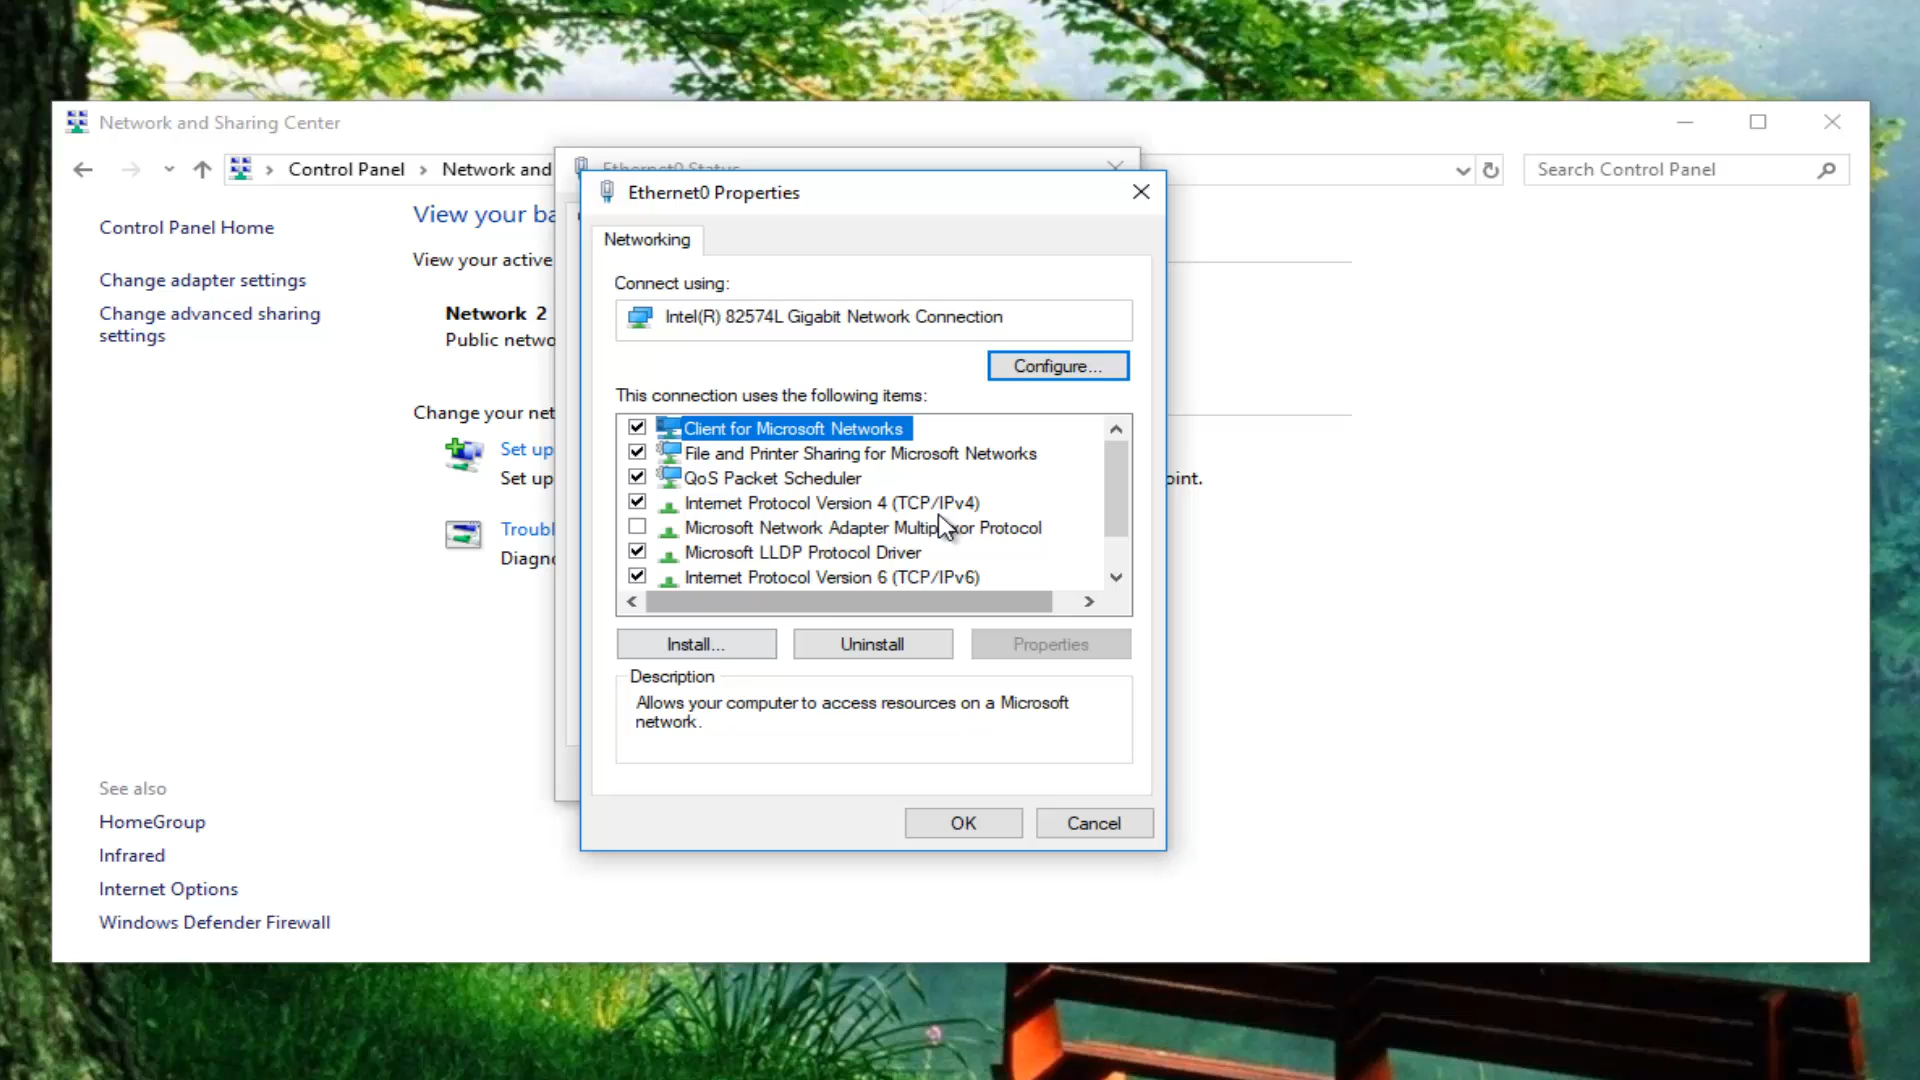 Network and Sharing Center
Control Panel
Network and
Search Control Panel
Ethernet0 Status
Ethernet0 Properties
Control Panel Home
Change adapter settings
Change advanced sharing
settings
View your ba
View your active
Network 2
Public netwo
Change your net
Set up
Set up
Troubl
Diagno
oint.
Networking
Connect using:
Intel(R) 82574L Gigabit Network Connection
Configure...
This connection uses the following items:
Client for Microsoft Networks
File and Printer Sharing for Microsoft Networks
QoS Packet Scheduler
Internet Protocol Version 4 (TCP/IPv4)
Microsoft Network Adapter Multiplexor Protocol
Microsoft LLDP Protocol Driver
Internet Protocol Version 6 (TCP/IPv6)
Install...
Uninstall
Properties
Description
Allows your computer to access resources on a Microsoft
network.
OK
Cancel
See also
HomeGroup
Infrared
Internet Options
Windows Defender Firewall